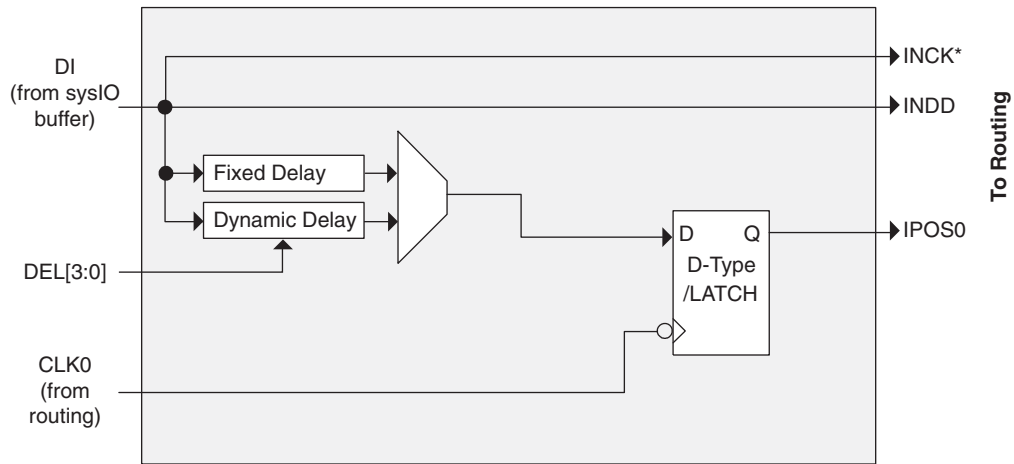 DI
(from sysIO
buffer)
INCK*
INDD
To Routing
Fixed Delay
Dynamic Delay
D Q
D-Type
/LATCH
IPOS0
DEL[3:0]
CLK0
(from
routing)